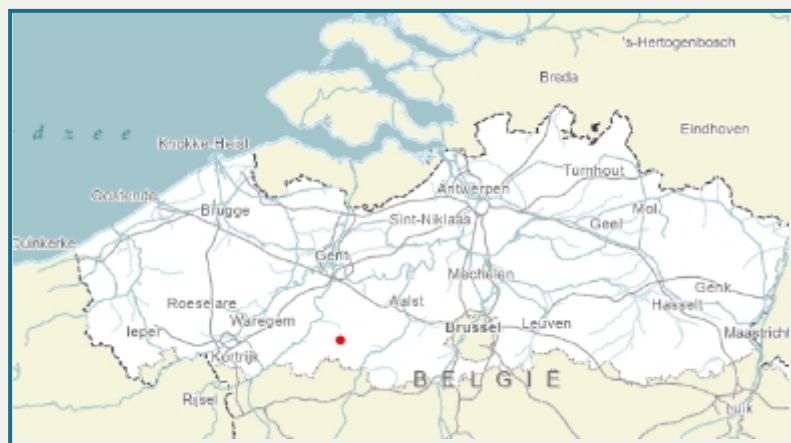 's-Hertogenbosch
Breda
d z e e
Eindhoven
Knokke-Heist
Turnhout
Antwerpen
Oostende
Mol
Brugge
Sint-Niklaas
Geel
Duinkerke
Gent
Mechelen
Genk
Roeselare
Aalst
Hasselt
Waregem
Ieper
Brussel
Leuven
Maastricht
Kortrijk
BELGIË
Rijsel
Luik